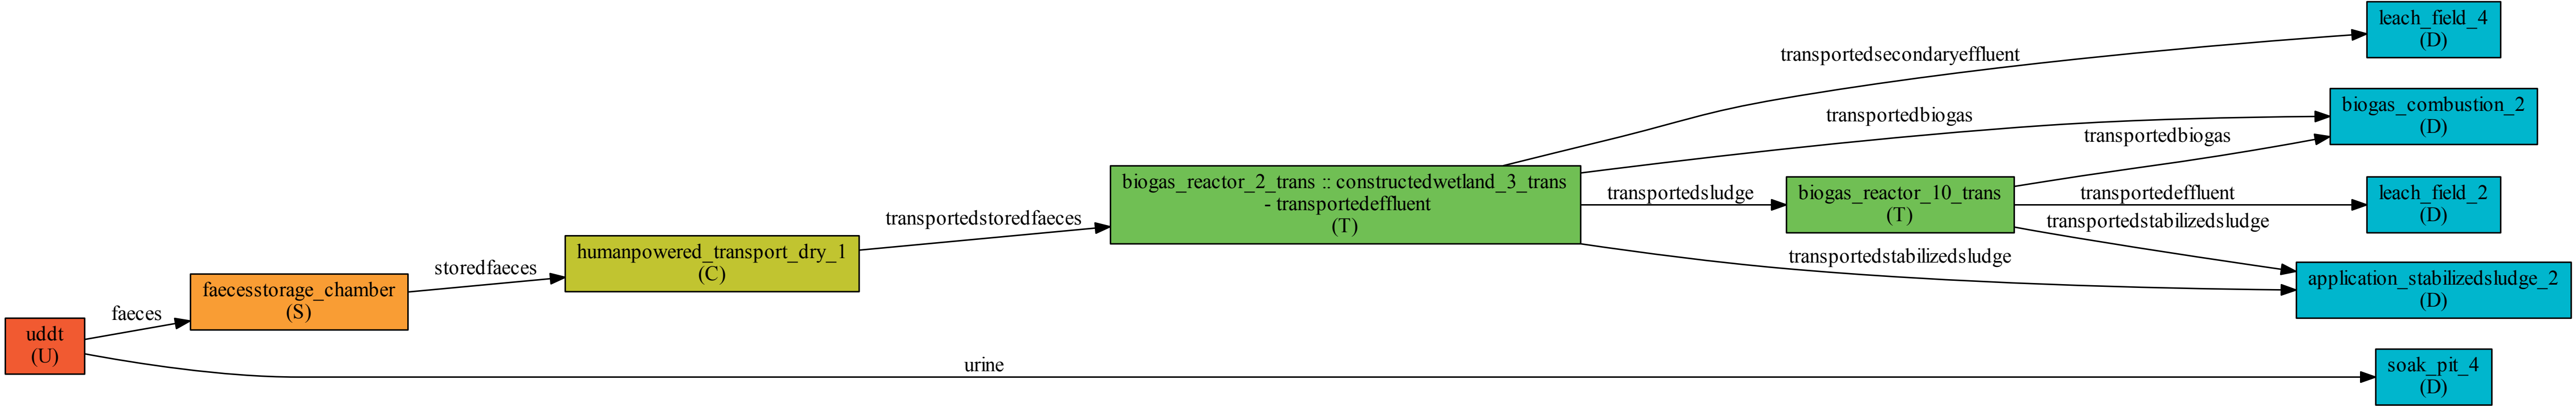 leach_field_4
(D)
transportedsecondaryeffluent
biogas_combustion_2
(D)
transportedbiogas
transportedbiogas
biogas_reactor_2_trans :: constructedwetland_3_trans
- transportedeffluent
(T)
transportedsludge
biogas_reactor_10_trans
(T)
transportedeffluent
leach_field_2
(D)
transportedstabilizedsludge
transportedstoredfaeces
humanpowered_transport_dry_1
(C)
transportedstabilizedsludge
application_stabilizedsludge_2
(D)
storedfaeces
faecesstorage_chamber
(S)
faeces
uddt
(U)
urine
soak_pit_4
(D)